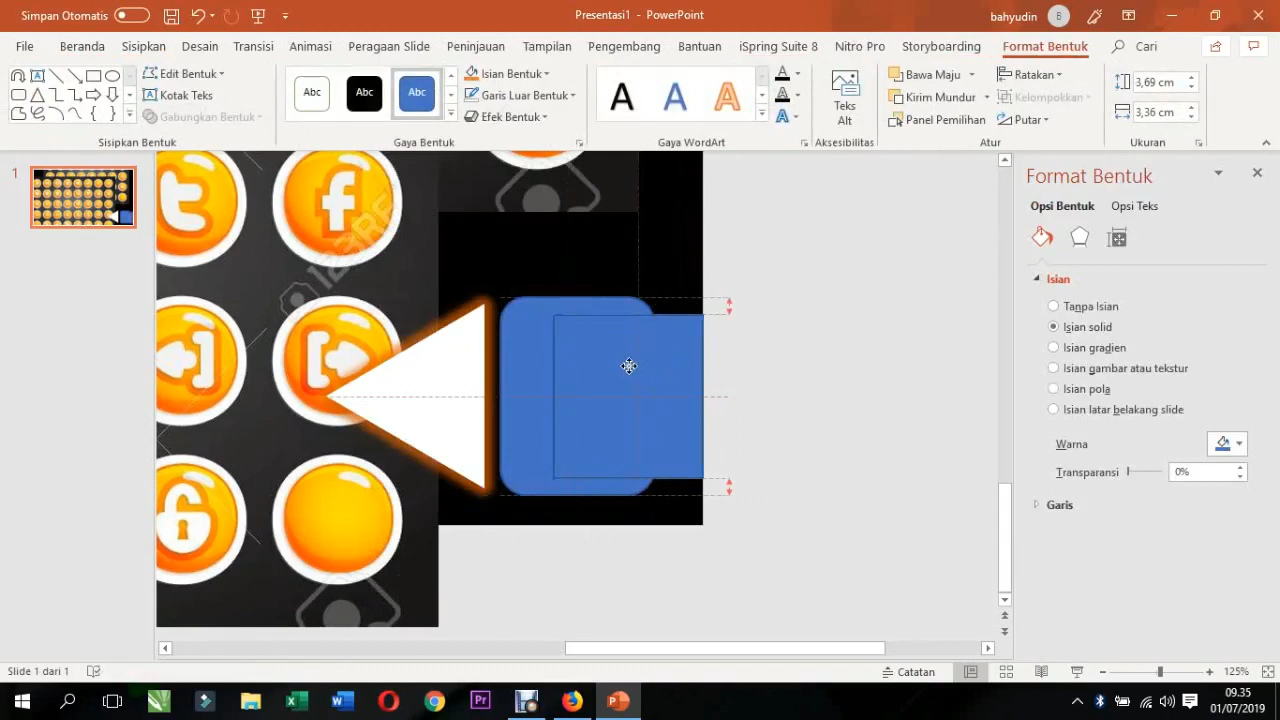 Simpan Otomatis
Presentasi1 - PowerPoint
bahyudin B
File Beranda Sisipkan Desain Transisi Animasi Peragaan Slide Peninjauan Tampilan Pengembang Bantuan iSpring Suite 8 Nitro Pro Storyboarding Format Bentuk Cari
Edit Bentuk
Kotak Teks
Gabungkan Bentuk
Sisipkan Bentuk
Abc Abc Abc
Isian Bentuk
Garis Luar Bentuk
Efek Bentuk
Gaya Bentuk
A A A
A
A
A
Gaya WordArt
Teks
Alt
Aksesibilitas
Bawa Maju
Kirim Mundur
Panel Pemilihan
Ratakan
Kelompokkan
Putar
Atur
3,69 cm
3,36 cm
Ukuran
1
123RF
Format Bentuk
Opsi Bentuk Opsi Teks
Isian
Tanpa Isian
Isian solid
Isian gradien
Isian gambar atau tekstur
Isian pola
Isian latar belakang slide
Warna
Transparansi 0%
Garis
Slide 1 dari 1
Catatan
125%
09.35
01/07/2019